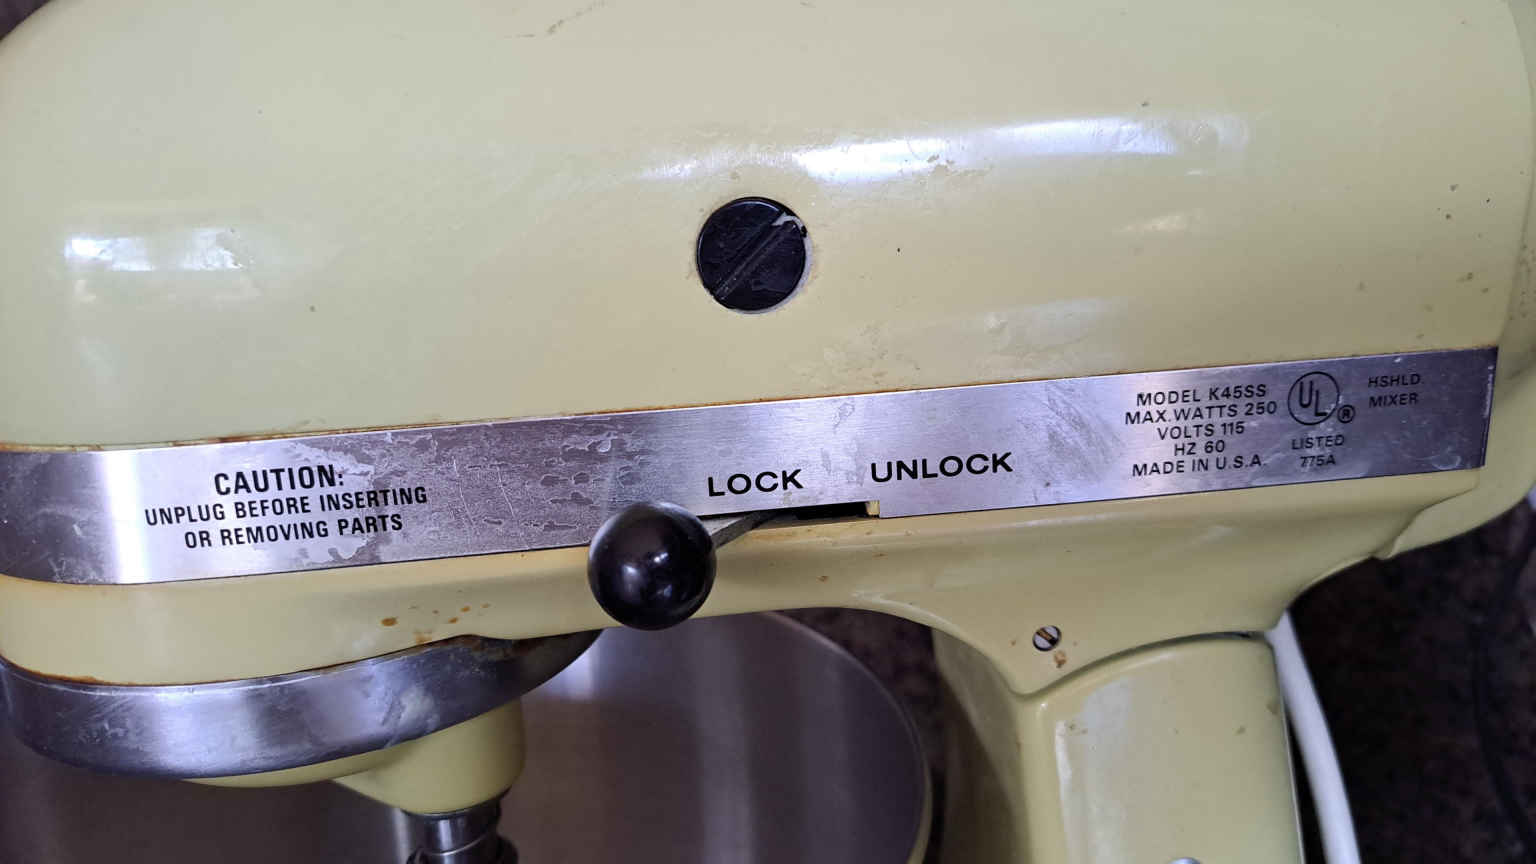 CAUTION:
UNPLUG BEFORE INSERTING
OR REMOVING PARTS
LOCK
UNLOCK
MODEL K45SS
MAX.WATTS 250
VOLTS 115
HZ 60
MADE IN U.S.A.
UL ®
LISTED
775A
HSHLD
MIXER